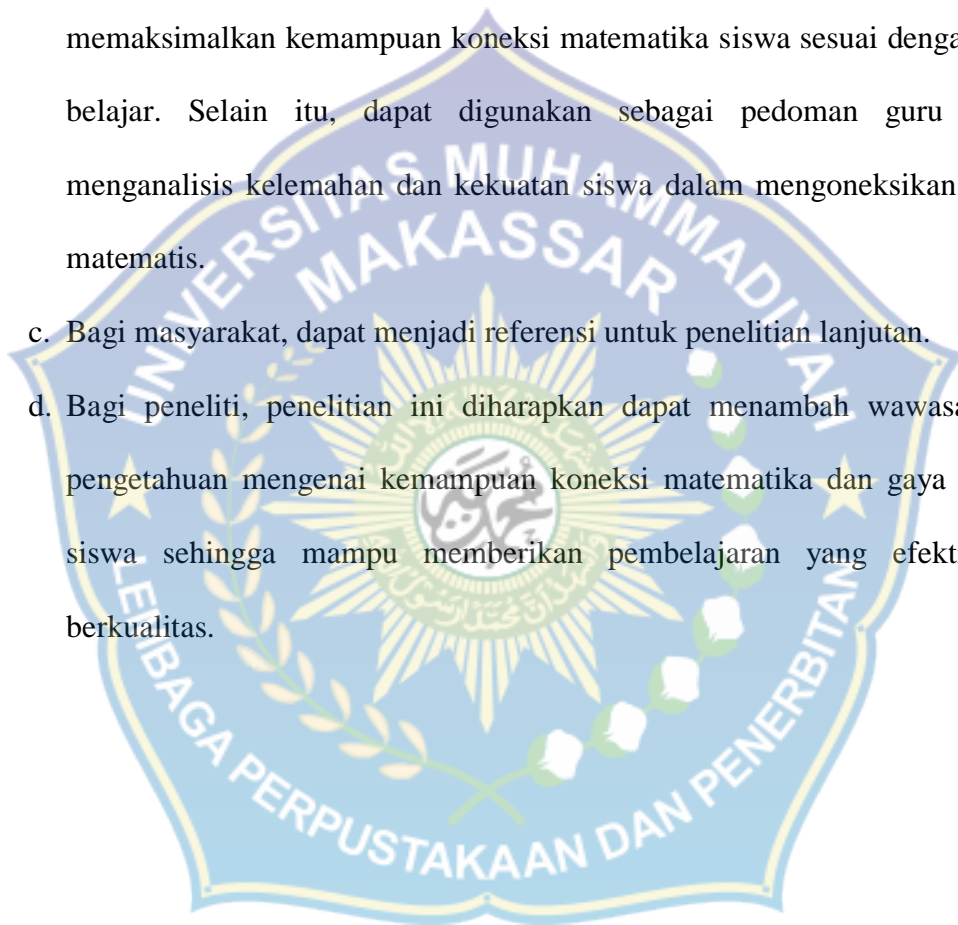 memaksimalkan kemampuan koneksi matematika siswa sesuai
belajar. Selain itu, dapat digunakan sebagai pedoman guru
menganalisis kelemahan dan kekuatan siswa dalam mengoneksikan
matematis.
c. Bagi masyarakat, dapat menjadi referensi untuk penelitian lanjutan.
d. Bagi peneliti, penelitian ini diharapkan dapat menambah
pengetahuan mengenai kemampuan koneksi matematika dan gaya
siswa sehingga mampu memberikan pembelajaran yang
berkualitas.
UNIVERSITAS MUHAMMADIYAH
MAKASSAR
محمدية
LEMBAGA PERPUSTAKAAN DAN PENERBITAN